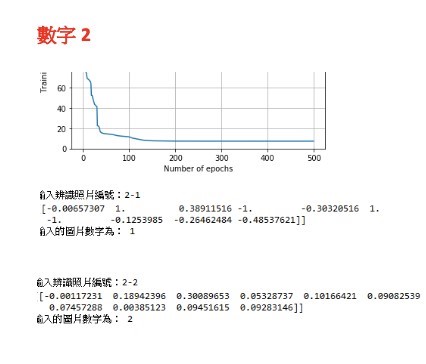 數字 2
Traini
60
40
20
0
0 100 200 300 400 500
Number of epochs
輸入辨識照片編號：2-1
[-0.00657307 1. 0.38911516 -1. -0.30320516 1.
-1. -0.1253985 -0.26462484 -0.48537621]]
輸入的圖片數字為： 1
輸入辨識照片編號：2-2
[-0.00117231 0.18942396 0.30089653 0.05328737 0.10166421 0.09082539
0.07457288 0.00385123 0.09451615 0.09283146]]
輸入的圖片數字為： 2